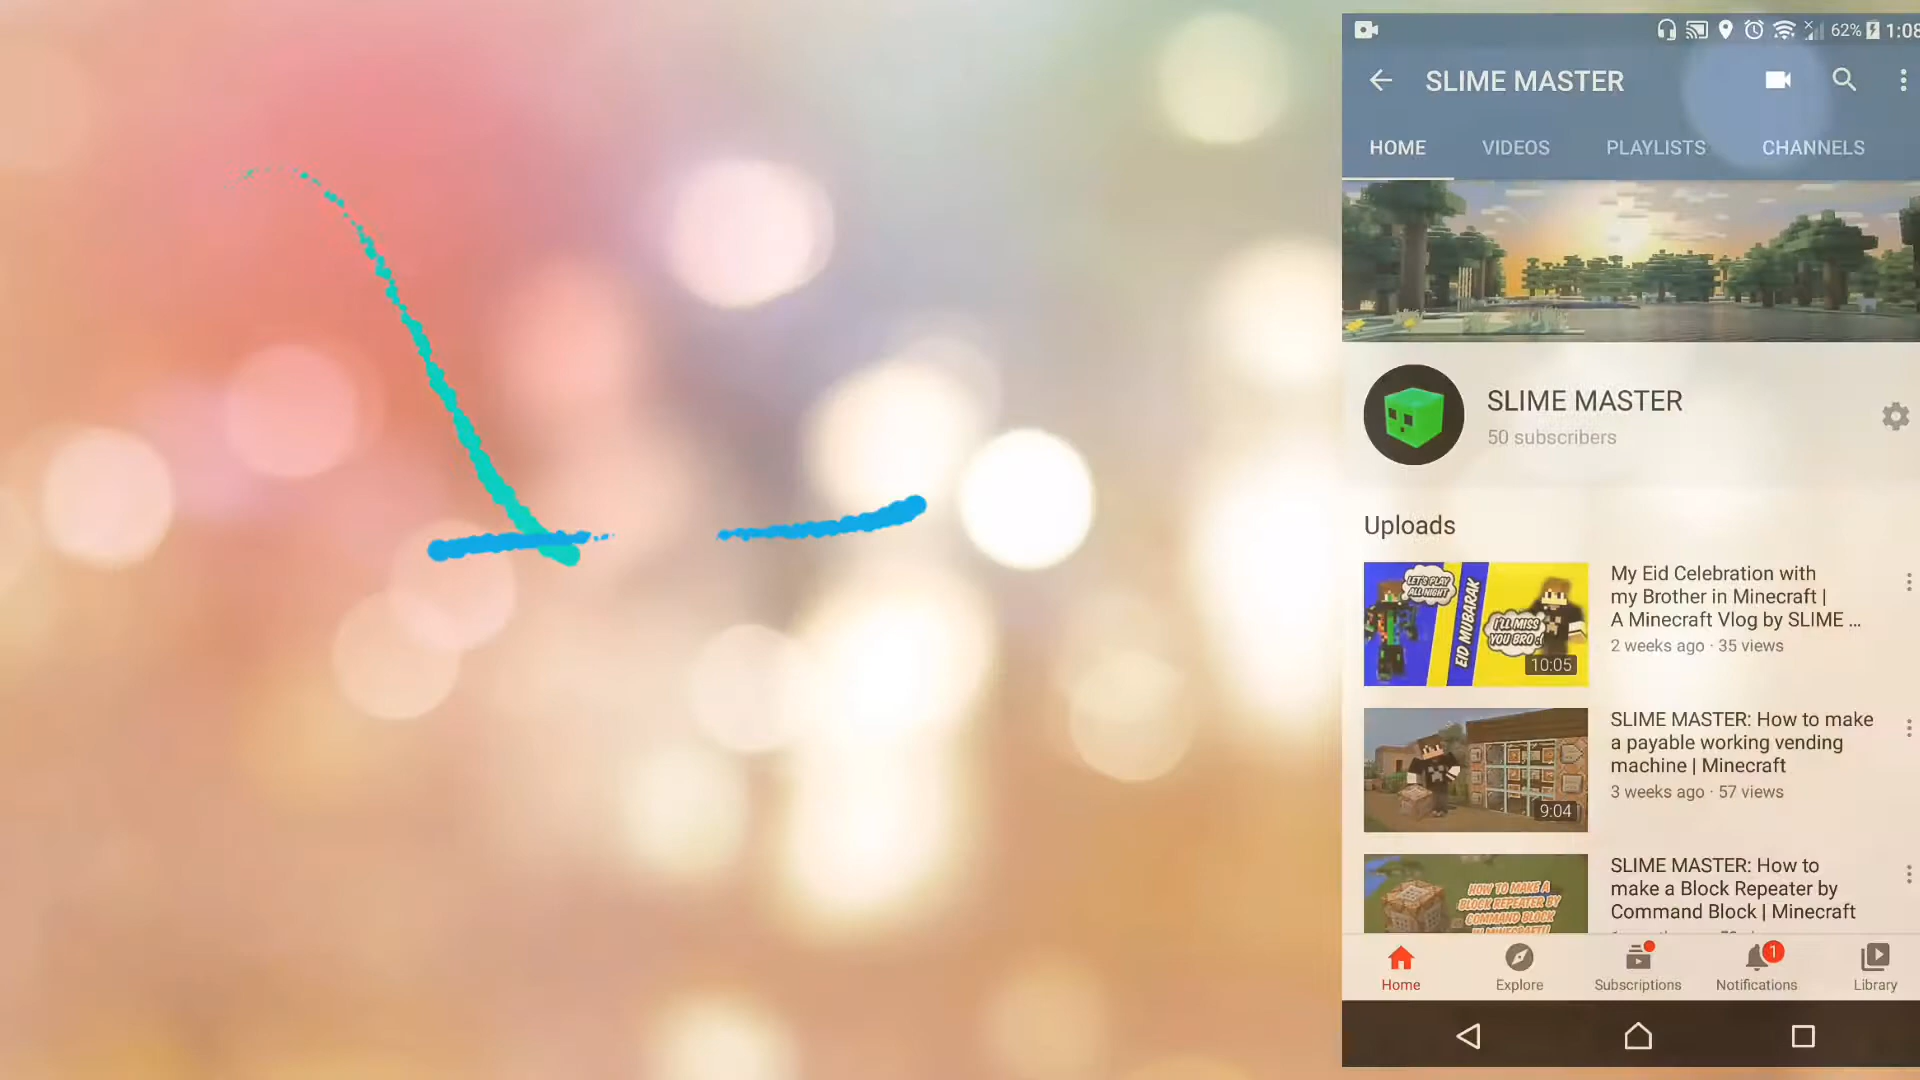 62% 1:08
SLIME MASTER
HOME VIDEOS PLAYLISTS CHANNELS
SLIME MASTER
50 subscribers
Uploads
LET'S PLAY
ALL NIGHT
EID MUBARAK
I'LL MISS
YOU BRO :(
10:05
My Eid Celebration with
my Brother in Minecraft |
A Minecraft Vlog by SLIME ...
2 weeks ago · 35 views
9:04
SLIME MASTER: How to make
a payable working vending
machine | Minecraft
3 weeks ago · 57 views
HOW TO MAKE A
BLOCK REPEATER BY
COMMAND BLOCK
IN MINECRAFT!!
SLIME MASTER: How to
make a Block Repeater by
Command Block | Minecraft
1
Home Explore Subscriptions Notifications Library